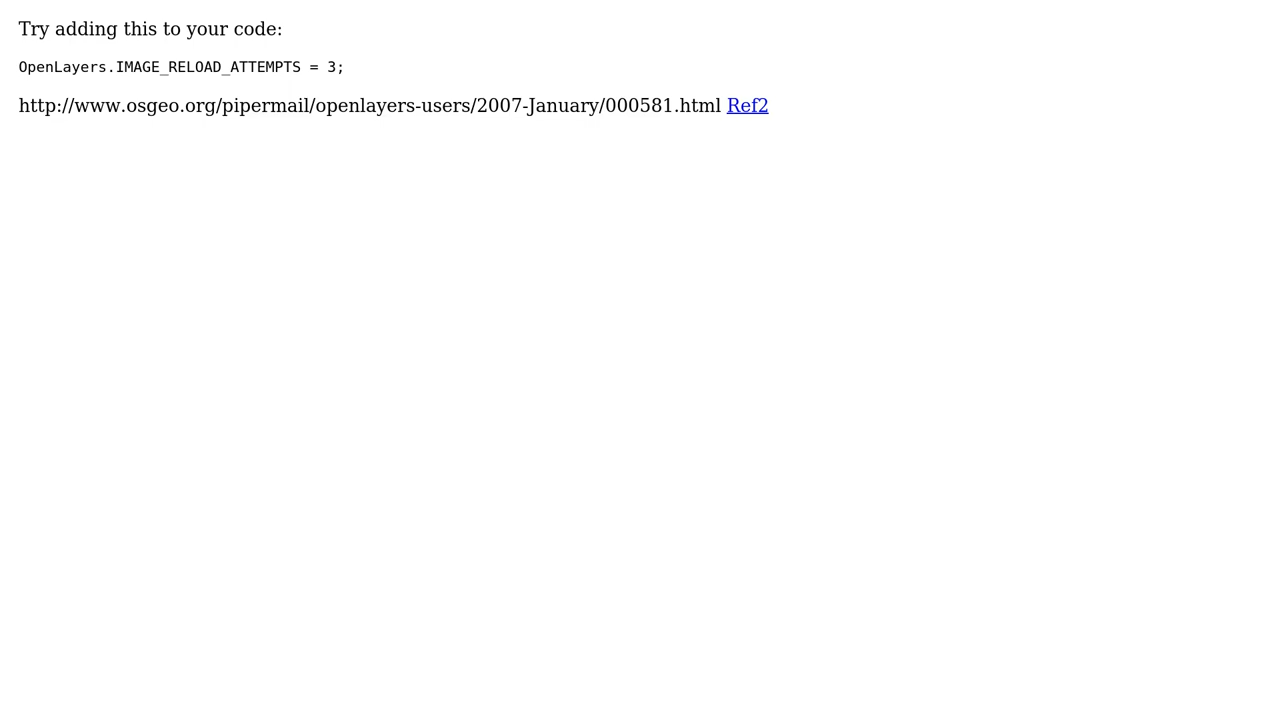 Try adding this to your code:
OpenLayers.IMAGE_RELOAD_ATTEMPTS = 3;
http://www.osgeo.org/pipermail/openlayers-users/2007-January/000581.html Ref2